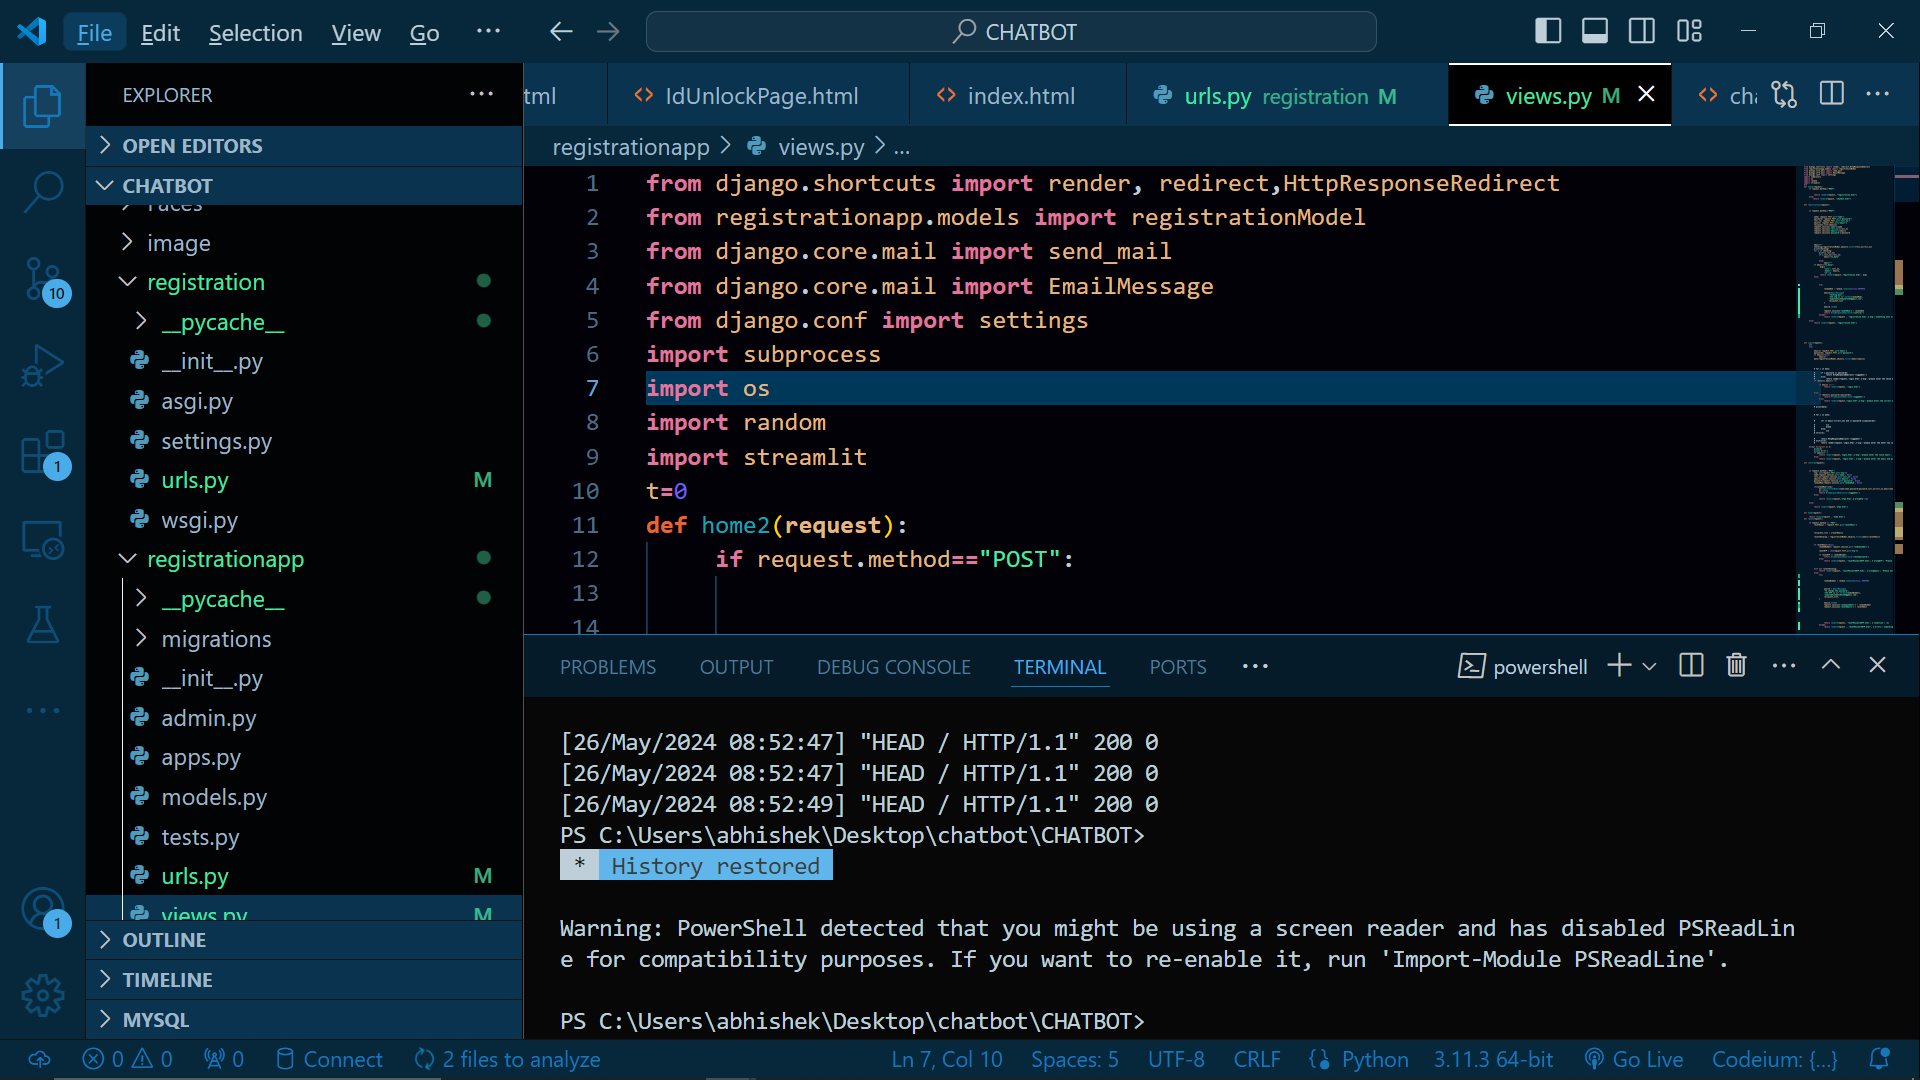 File Edit Selection View Go ··· CHATBOT
EXPLORER ···
OPEN EDITORS
CHATBOT
image
registration
__pycache__
__init__.py
asgi.py
settings.py
urls.py M
wsgi.py
registrationapp
__pycache__
migrations
__init__.py
admin.py
apps.py
models.py
tests.py
urls.py M
views.py M
OUTLINE
TIMELINE
MYSQL
10
1
1
tml IdUnlockPage.html index.html urls.py registration M views.py M cha
registrationapp > views.py > ...
1 from django.shortcuts import render, redirect,HttpResponseRedirect
2 from registrationapp.models import registrationModel
3 from django.core.mail import send_mail
4 from django.core.mail import EmailMessage
5 from django.conf import settings
6 import subprocess
7 import os
8 import random
9 import streamlit
10 t=0
11 def home2(request):
12 if request.method=="POST":
13
14
PROBLEMS OUTPUT DEBUG CONSOLE TERMINAL PORTS ··· powershell
[26/May/2024 08:52:47] "HEAD / HTTP/1.1" 200 0
[26/May/2024 08:52:47] "HEAD / HTTP/1.1" 200 0
[26/May/2024 08:52:49] "HEAD / HTTP/1.1" 200 0
PS C:\Users\abhishek\Desktop\chatbot\CHATBOT>
* History restored
Warning: PowerShell detected that you might be using a screen reader and has disabled PSReadLin
e for compatibility purposes. If you want to re-enable it, run 'Import-Module PSReadLine'.
PS C:\Users\abhishek\Desktop\chatbot\CHATBOT>
0 0 0 Connect 2 files to analyze Ln 7, Col 10 Spaces: 5 UTF-8 CRLF Python 3.11.3 64-bit Go Live Codeium: {...}